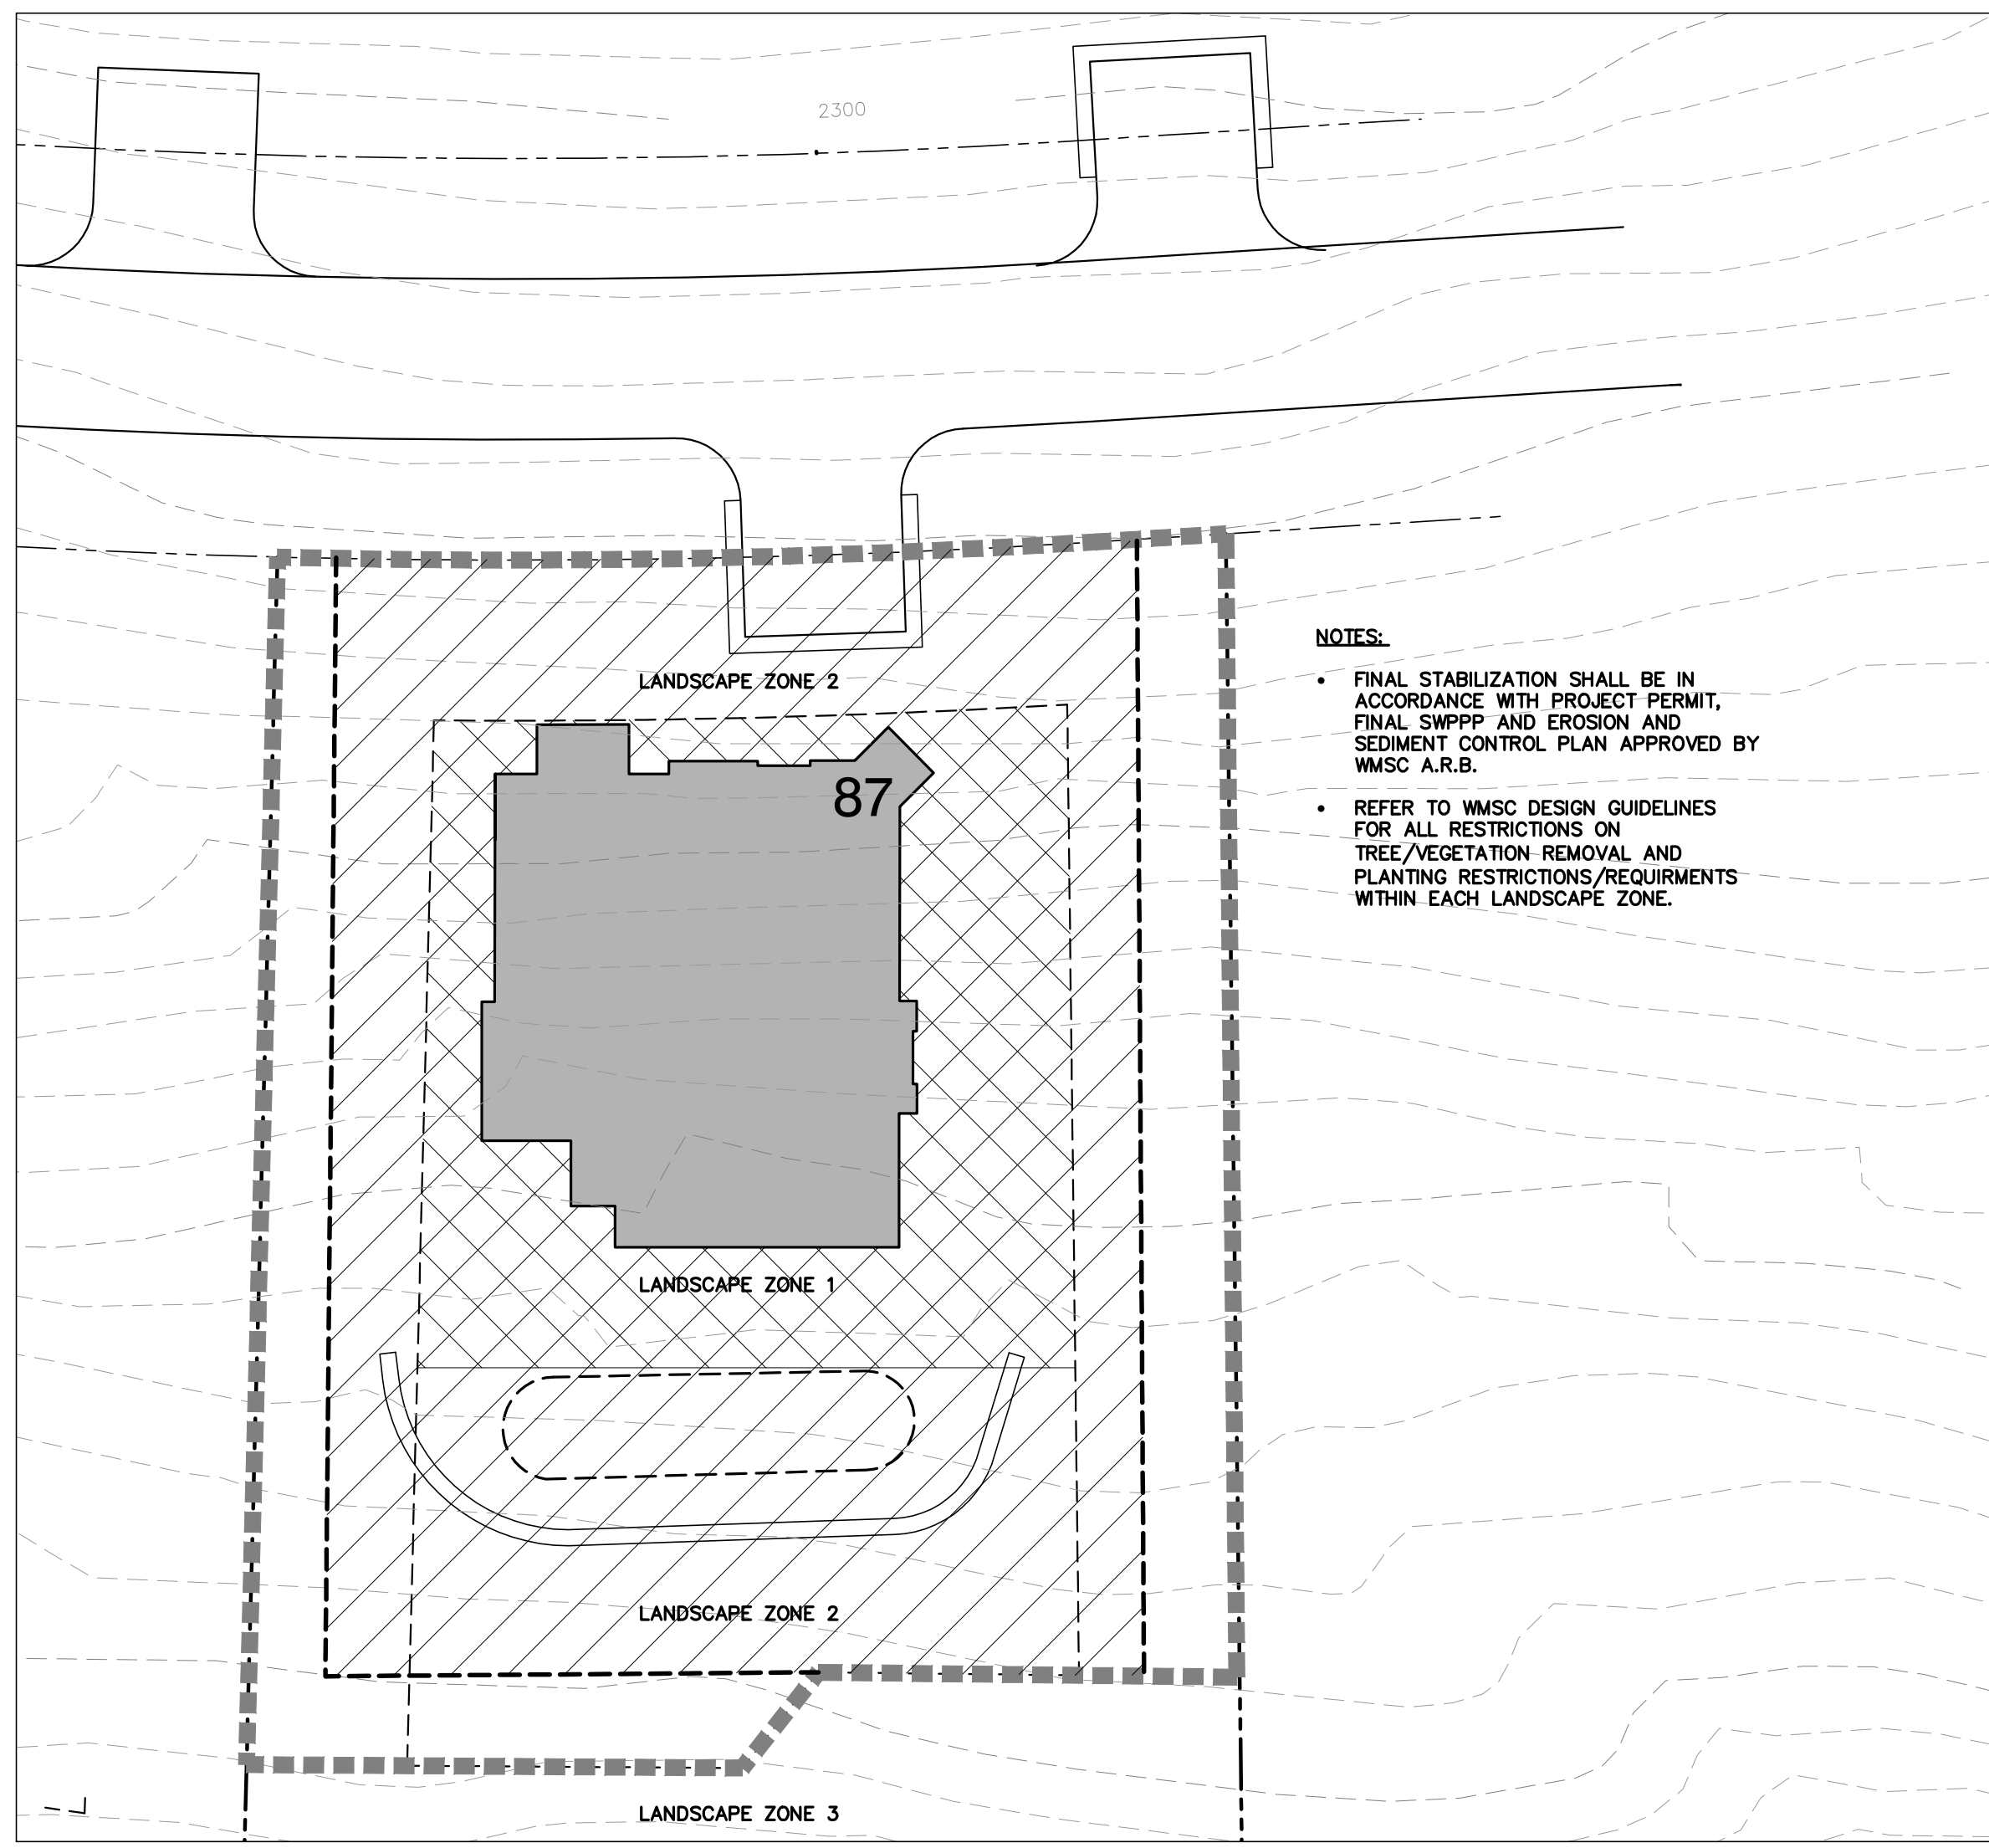 2300
NOTES:
LANDSCAPE ZONE 2
• FINAL STABILIZATION SHALL BE IN
ACCORDANCE WITH PROJECT PERMIT,
FINAL SWPPP AND EROSION AND
SEDIMENT CONTROL PLAN APPROVED BY
WMSC A.R.B.
87
• REFER TO WMSC DESIGN GUIDELINES
FOR ALL RESTRICTIONS ON
TREE/VEGETATION REMOVAL AND
PLANTING RESTRICTIONS/REQUIRMENTS
WITHIN EACH LANDSCAPE ZONE.
LANDSCAPE ZONE 1
LANDSCAPE ZONE 2
LANDSCAPE ZONE 3